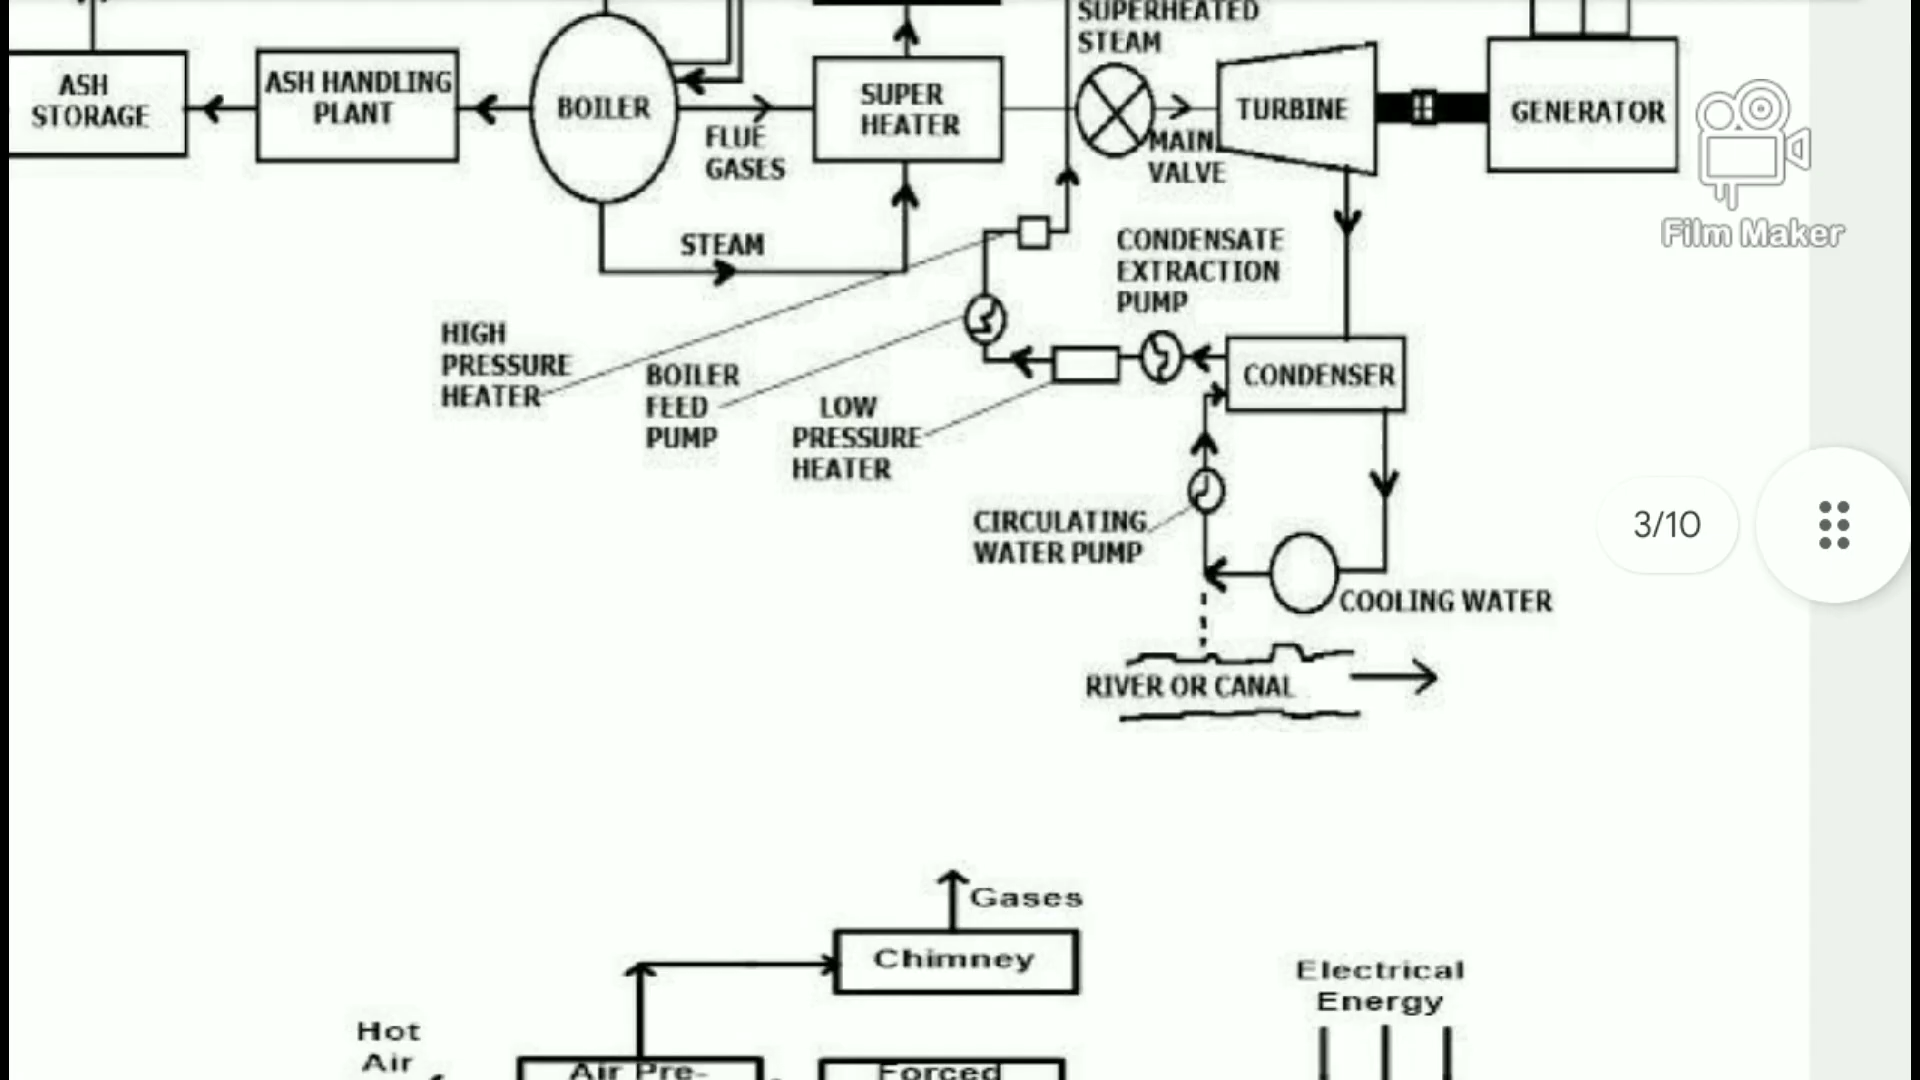 SUPERHEATED
STEAM
ASH
STORAGE
ASH HANDLING
PLANT
BOILER
FLUE
GASES
SUPER
HEATER
MAIN
VALVE
TURBINE
GENERATOR
Film Maker
STEAM
CONDENSATE
EXTRACTION
PUMP
HIGH
PRESSURE
HEATER
BOILER
FEED
PUMP
LOW
PRESSURE
HEATER
CONDENSER
CIRCULATING
WATER PUMP
COOLING WATER
RIVER OR CANAL
3/10
Gases
Chimney
Electrical
Energy
Hot
Air
Air Pre-
Forced